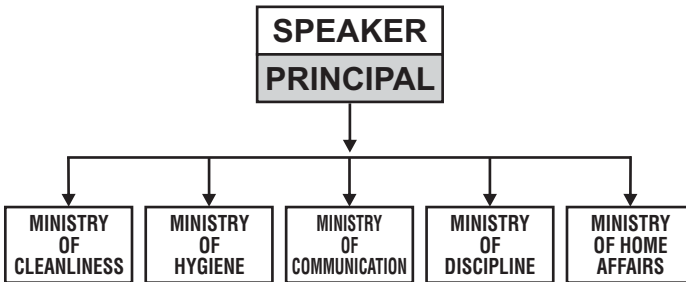 SPEAKER
PRINCIPAL
MINISTRY
OF
CLEANLINESS
MINISTRY
OF
HYGIENE
MINISTRY
OF
COMMUNICATION
MINISTRY
OF
DISCIPLINE
MINISTRY
OF HOME
AFFAIRS